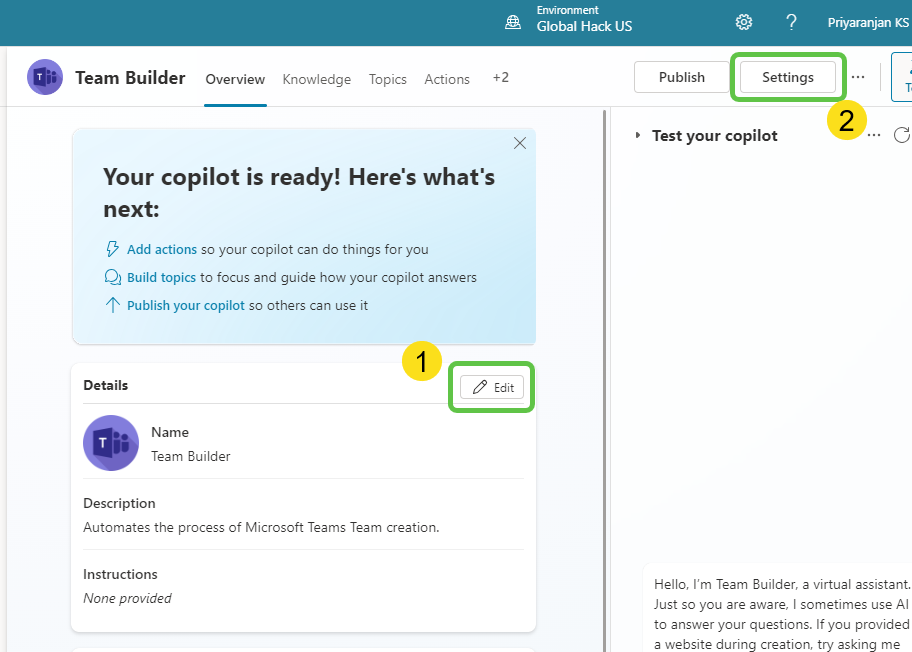 Environment
Global Hack US
?
Priyaranjan KS
T
Team Builder
Overview
Knowledge
Topics
Actions
+2
Publish
Settings
2
Test your copilot
Your copilot is ready! Here's what's
next:
Add actions so your copilot can do things for you
Build topics to focus and guide how your copilot answers
Publish your copilot so others can use it
1
Details
Edit
T
Name
Team Builder
Description
Automates the process of Microsoft Teams Team creation.
Instructions
None provided
Hello, I'm Team Builder, a virtual assistant.
Just so you are aware, I sometimes use AI
to answer your questions. If you provided
a website during creation, try asking me